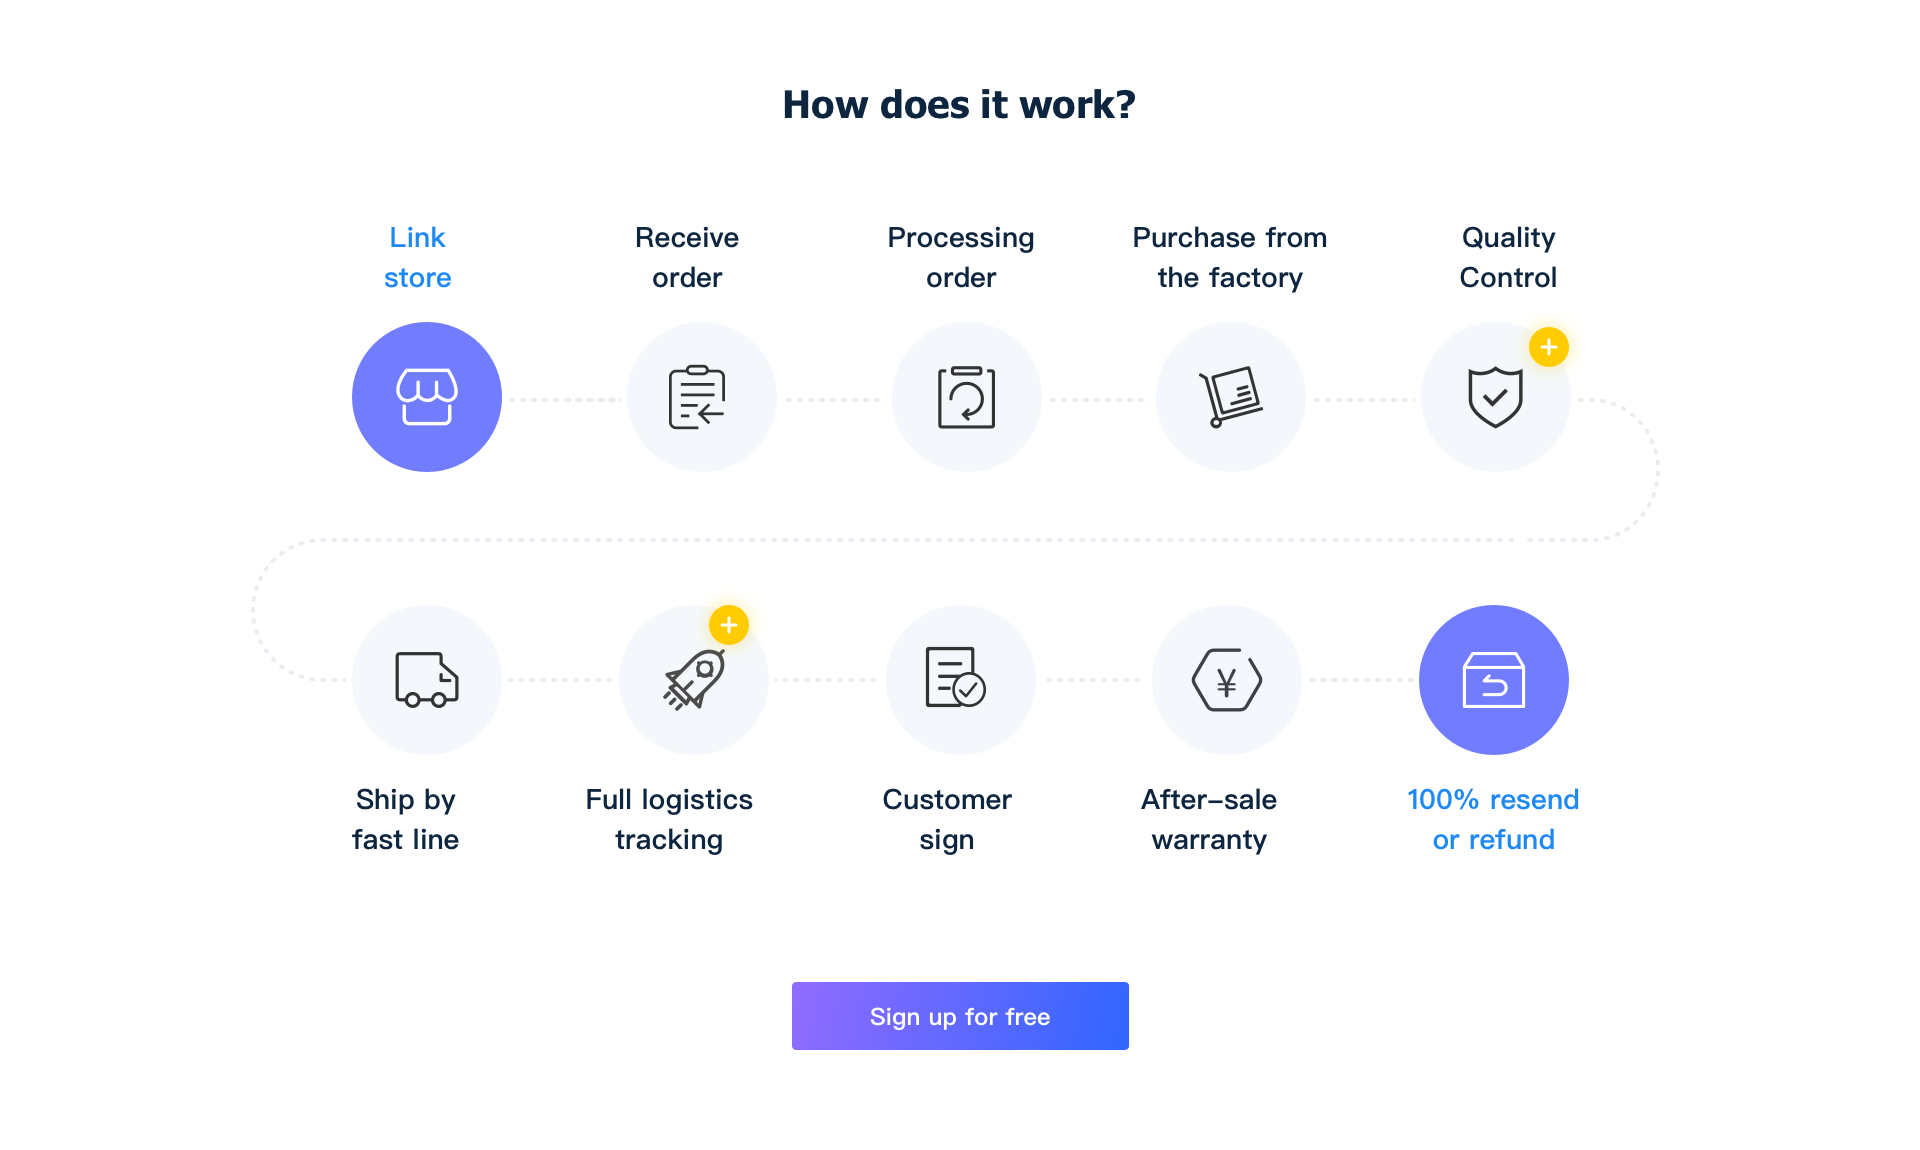 How does it work?
Link
store
Receive
order
Processing
order
Purchase from
the factory
Quality
Control
+
+
¥
Ship by
fast line
Full logistics
tracking
Customer
sign
After-sale
warranty
100% resend
or refund
Sign up for free